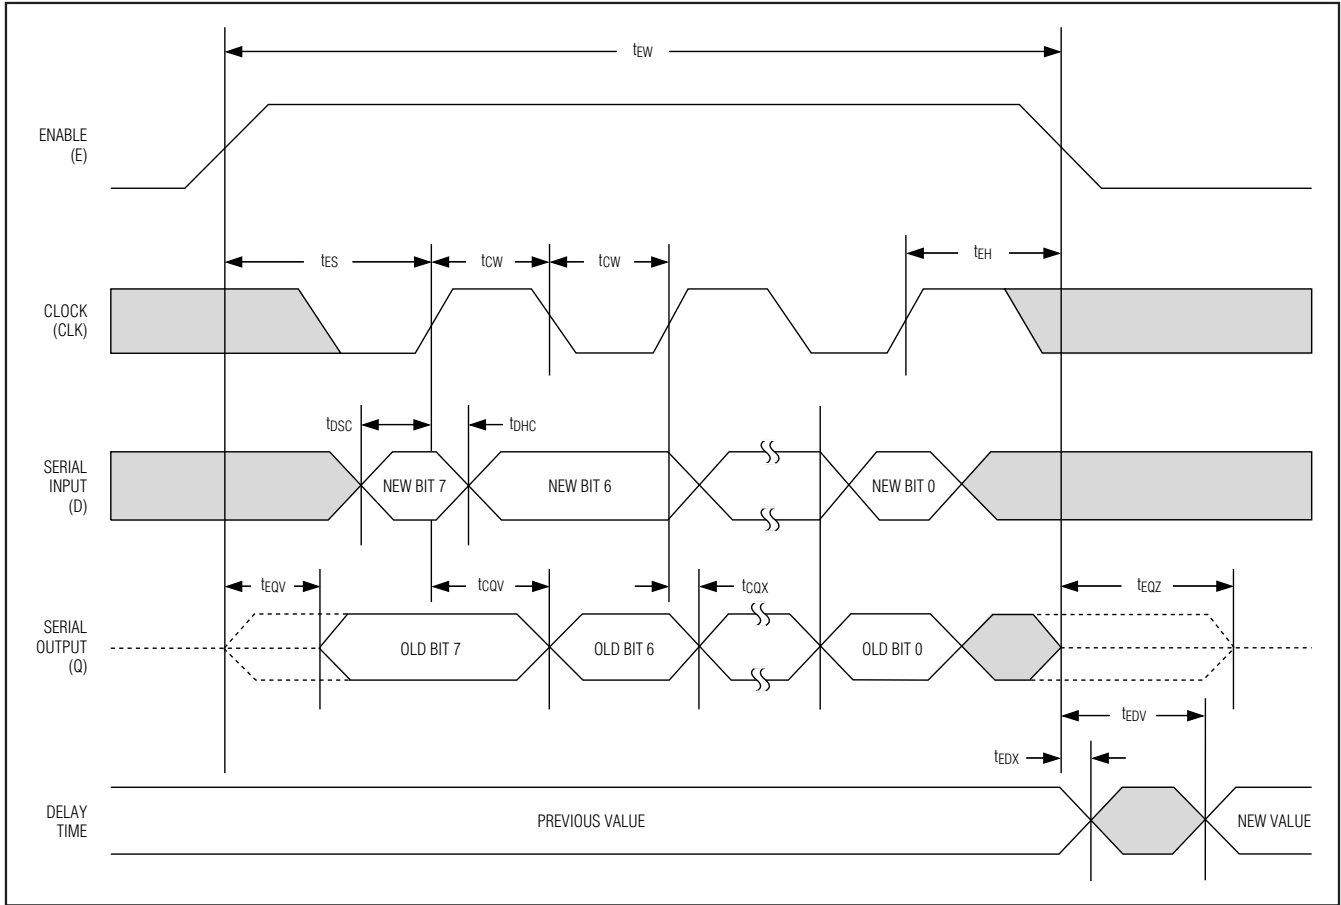 tEW
ENABLE
(E)
tES
tCW
tCW
tEH
CLOCK
(CLK)
tDSC
tDHC
SERIAL
INPUT
(D)
NEW BIT 7
NEW BIT 6
NEW BIT 0
tEQV
tCQV
tCQX
tEQZ
SERIAL
OUTPUT
(Q)
OLD BIT 7
OLD BIT 6
OLD BIT 0
tEDV
tEDX
DELAY
TIME
PREVIOUS VALUE
NEW VALUE